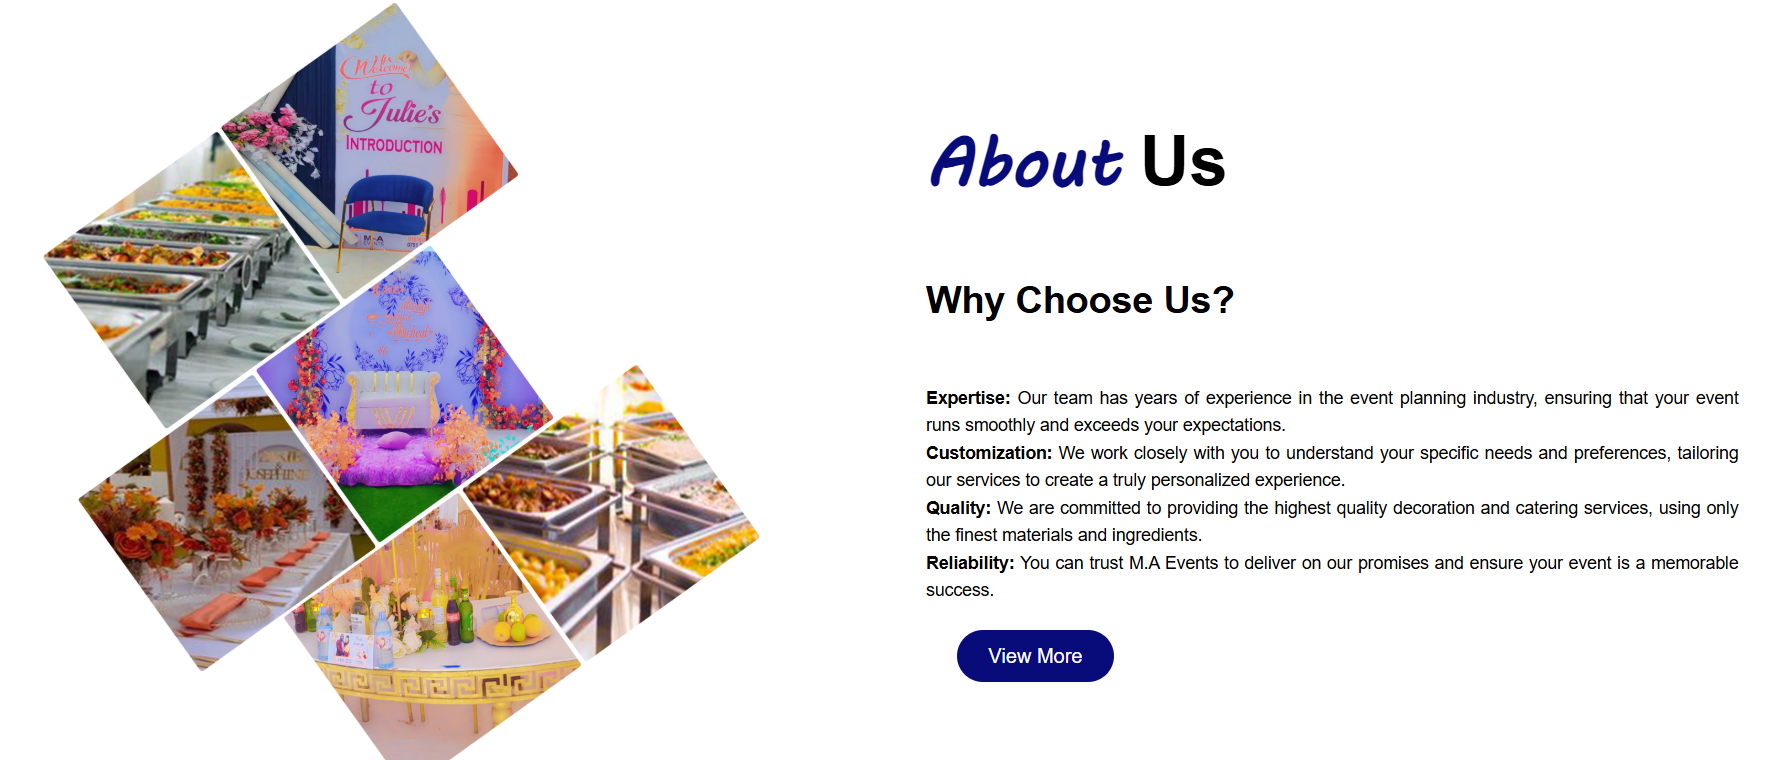 Welcome
to
Julie's
INTRODUCTION
M.A
JOSEPHINE
About Us
Why Choose Us?
Expertise: Our team has years of experience in the event planning industry, ensuring that your event
runs smoothly and exceeds your expectations.
Customization: We work closely with you to understand your specific needs and preferences, tailoring
our services to create a truly personalized experience.
Quality: We are committed to providing the highest quality decoration and catering services, using only
the finest materials and ingredients.
Reliability: You can trust M.A Events to deliver on our promises and ensure your event is a memorable
success.
View More